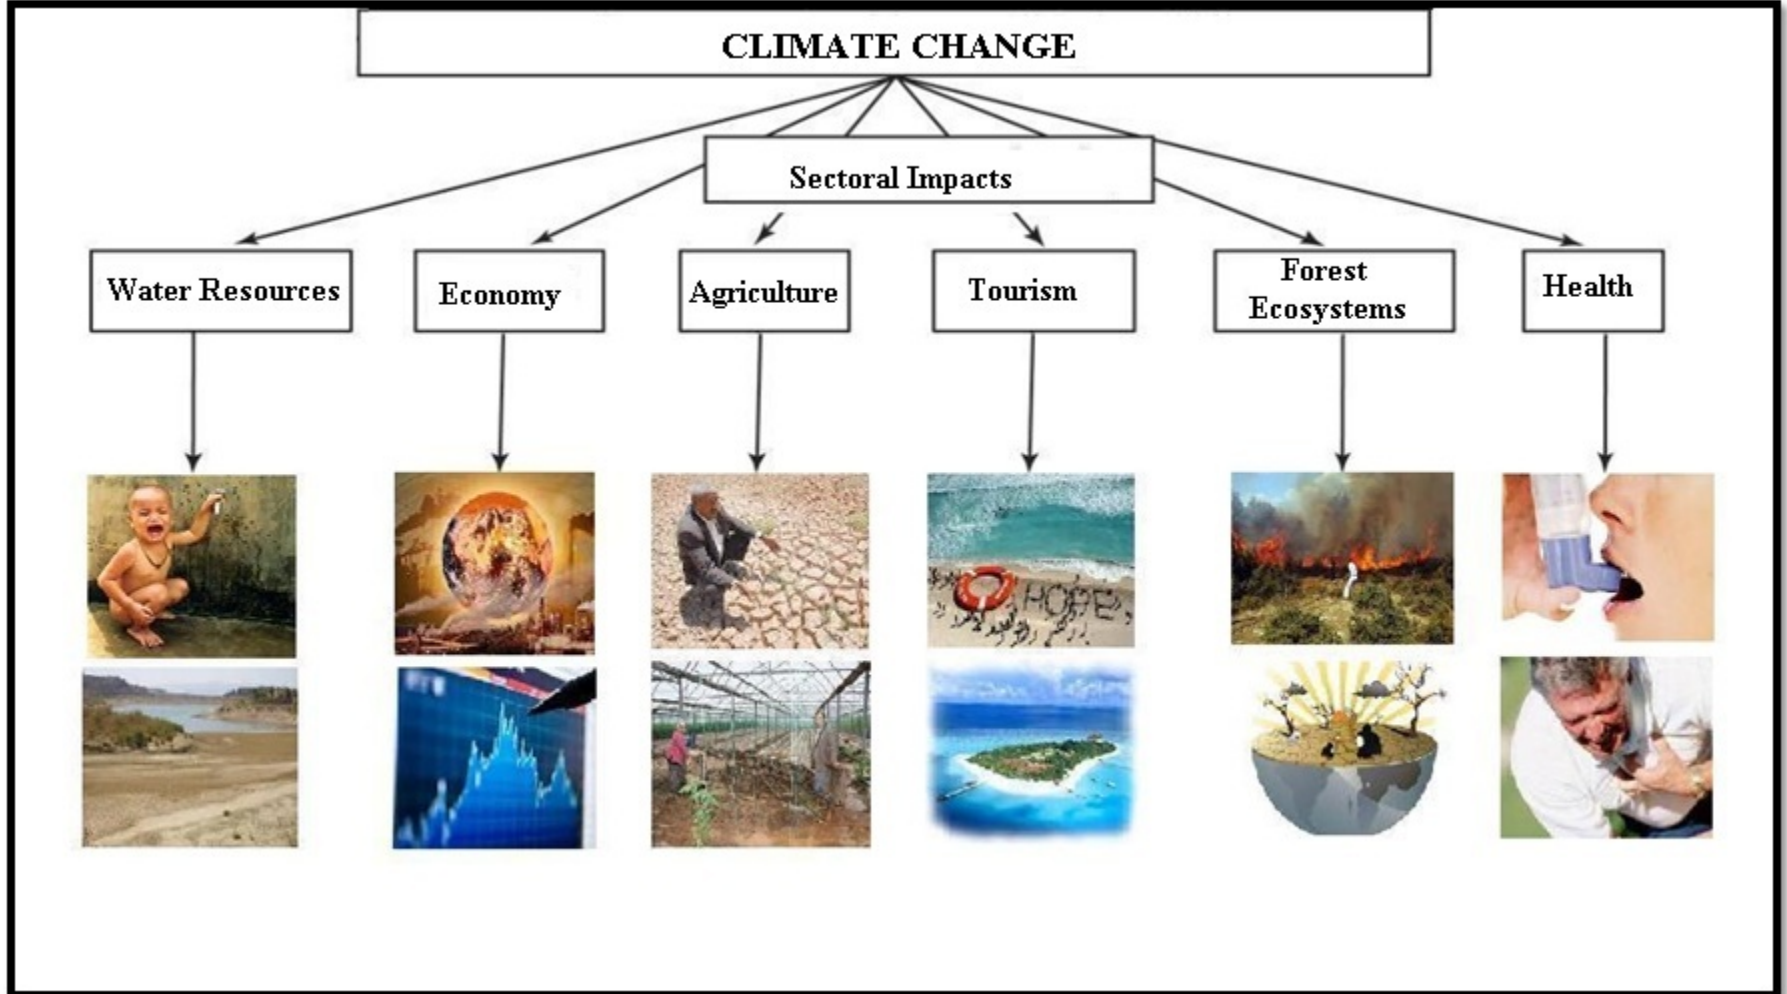 CLIMATE CHANGE
Sectoral Impacts
Water Resources
Economy
Agriculture
Tourism
Forest
Ecosystems
Health
HOPE